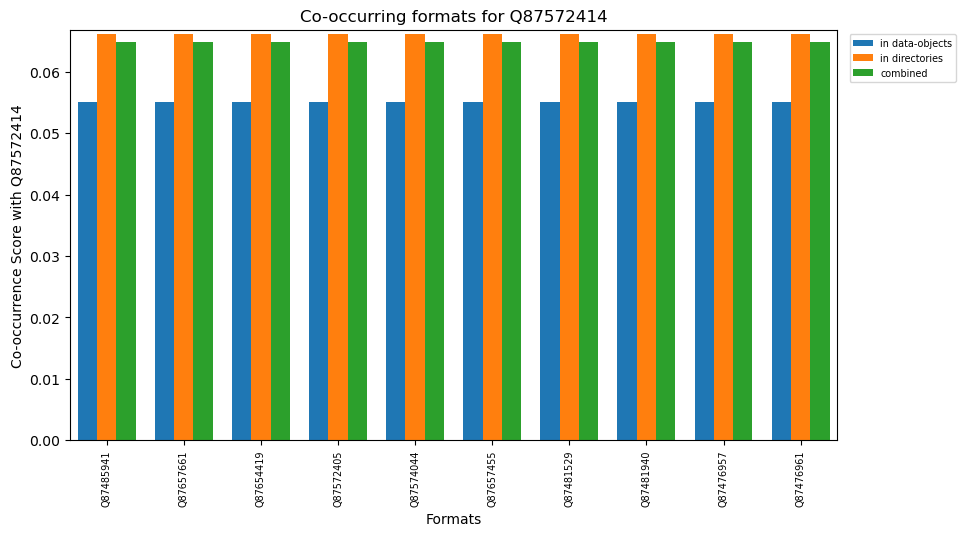 Co-occurring formats for Q87572414
in data-objects
in directories
combined
Co-occurrence Score with Q87572414
0.06
0.05
0.04
0.03
0.02
0.01
0.00
Q87485941
Q87657661
Q87654419
Q87572405
Q87574044
Q87657455
Q87481529
Q87481940
Q87476957
Q87476961
Formats